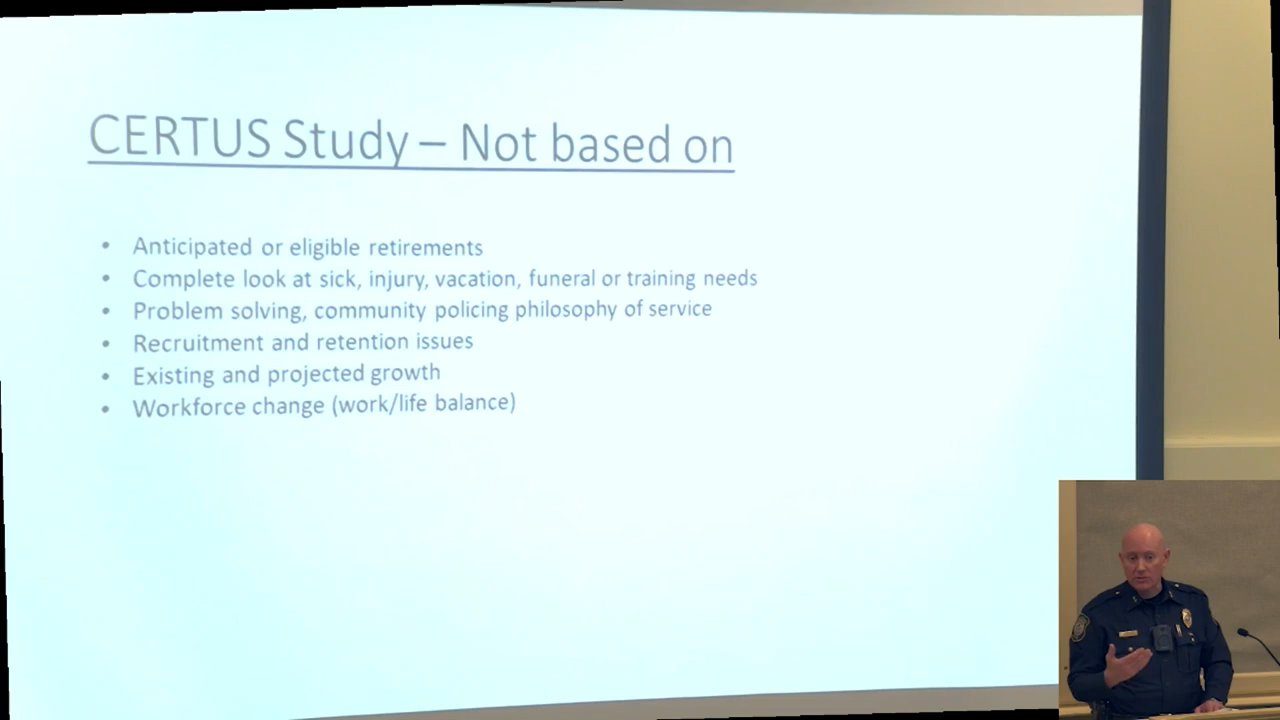 CERTUS Study – Not based on
• Anticipated or eligible retirements
• Complete look at sick, injury, vacation, funeral or training needs
• Problem solving, community policing philosophy of service
• Recruitment and retention issues
• Existing and projected growth
• Workforce change (work/life balance)